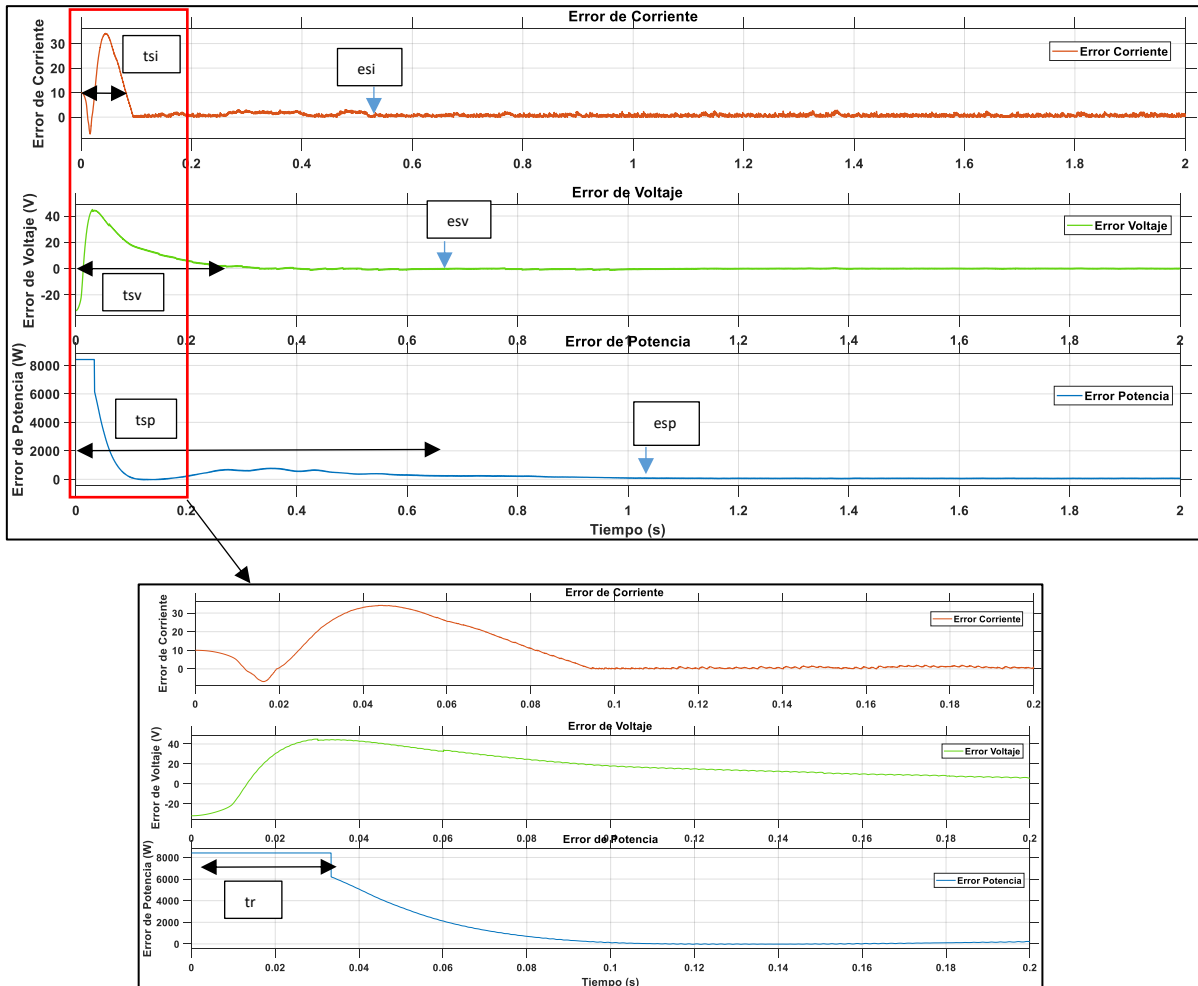 Error de Corriente
Error de Corriente
30
20
10
0
tsi
esi
Error Corriente
0 0.2 0.4 0.6 0.8 1 1.2 1.4 1.6 1.8 2
Error de Voltaje
Error de Voltaje (V)
40
20
0
-20
tsv
esv
Error Voltaje
0 0.2 0.4 0.6 0.8 1 1.2 1.4 1.6 1.8 2
Error de Potencia
Error de Potencia (W)
8000
6000
4000
2000
0
tsp
esp
Error Potencia
0 0.2 0.4 0.6 0.8 1 1.2 1.4 1.6 1.8 2
Tiempo (s)
Error de Corriente
Error de Corriente
30
20
10
0
Error Corriente
0 0.02 0.04 0.06 0.08 0.1 0.12 0.14 0.16 0.18 0.2
Error de Voltaje
Error de Voltaje (V)
40
20
0
-20
Error Voltaje
0 0.02 0.04 0.06 0.08 0.1 0.12 0.14 0.16 0.18 0.2
Error de Potencia
Error de Potencia (W)
8000
6000
4000
2000
0
tr
Error Potencia
0 0.02 0.04 0.06 0.08 0.1 0.12 0.14 0.16 0.18 0.2
Tiempo (s)